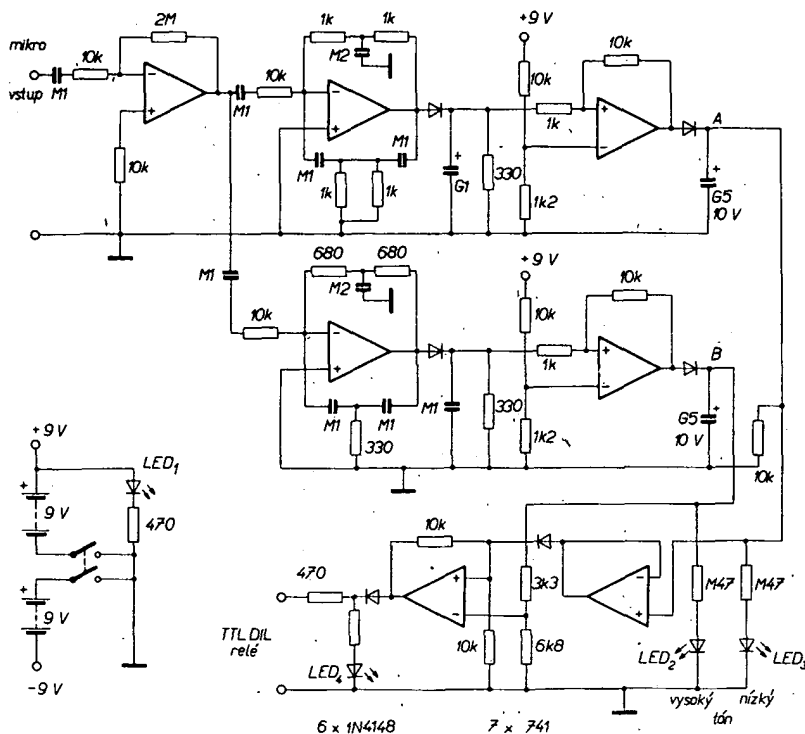 mikro
vstup
M1
10k
2M
10k
M1
10k
1k
1k
M2
M1
M1
1k
1k
+
G1
330
+9 V
10k
1k2
1k
10k
A
+
G5
10 V
M1
10k
680
680
M2
M1
M1
330
M1
330
+9 V
10k
1k2
1k
10k
B
+
G5
10 V
10k
+9 V
LED1
+
9 V
470
+
9 V
-9 V
470
TTL DIL
relé
LED4
10k
10k
3k3
6k8
M47
M47
LED2
LED3
vysoký
nízký
tón
6 x 1N4148
7 x 741